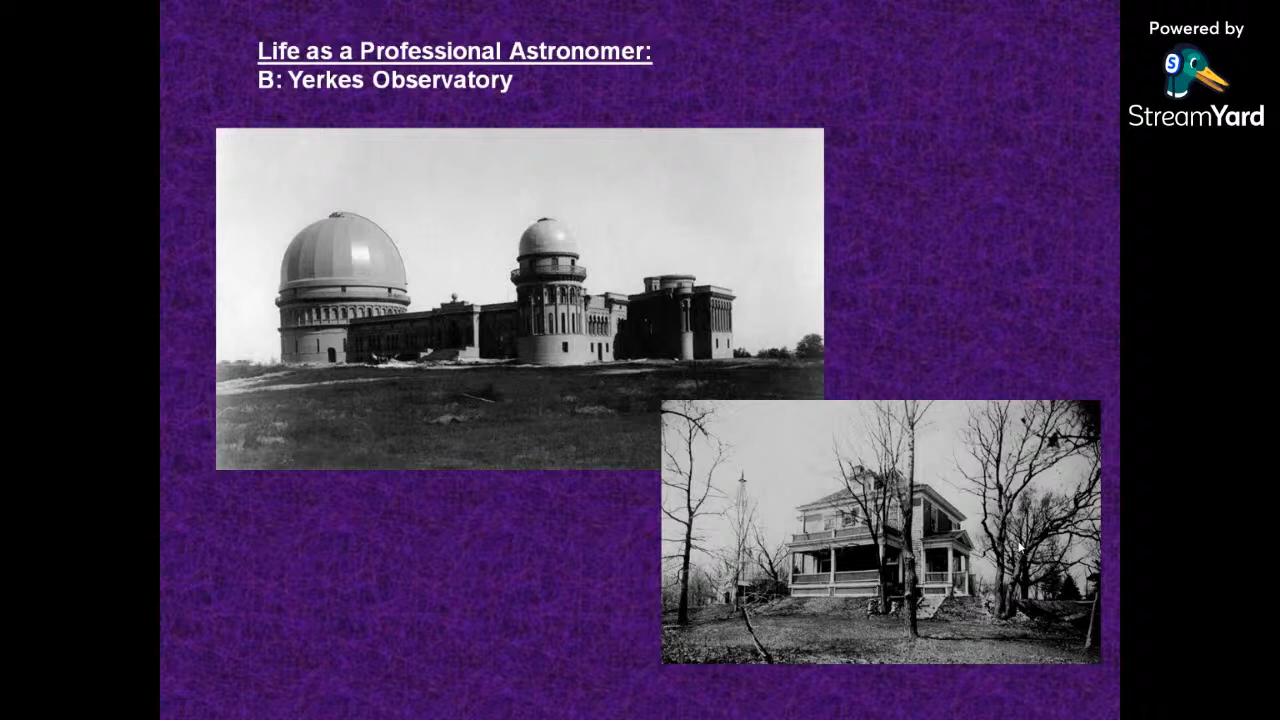 Life as a Professional Astronomer:
B: Yerkes Observatory
Powered by
S
StreamYard